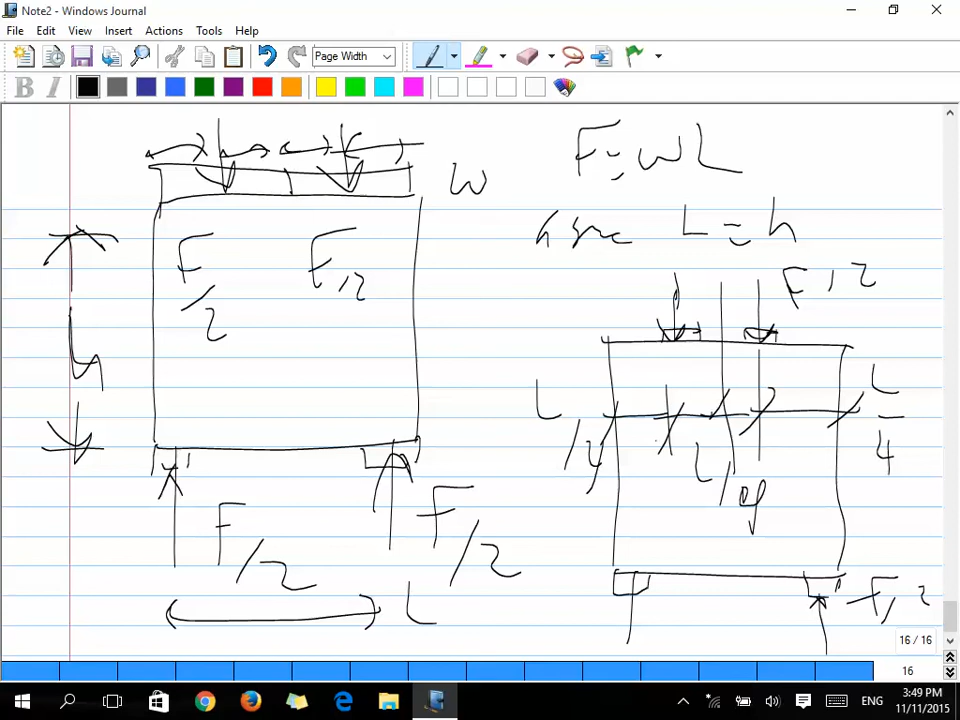 Note2 - Windows Journal
File Edit View Insert Actions Tools Help
Page Width
B I
F = WL
W
L = h
F/2 F/2
F/2
h
L/4 L/4 L/4
F/2 F/2
F/2
L
16 / 16
16
ENG
3:49 PM
11/11/2015